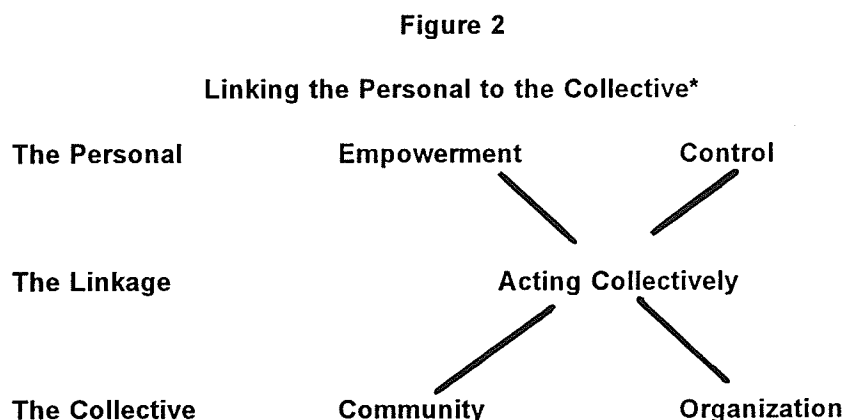 Figure 2
Linking the Personal to the Collective*
The Personal Empowerment Control
The Linkage Acting Collectively
The Collective Community Organization